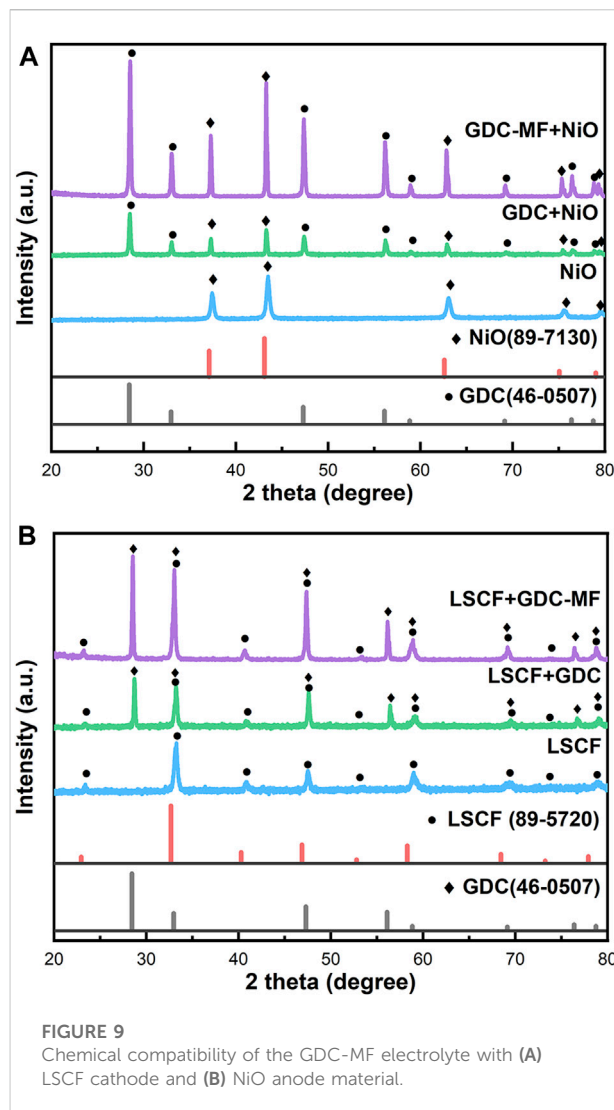 A
GDC-MF+NiO
GDC+NiO
NiO
◆ NiO(89-7130)
● GDC(46-0507)
Intensity (a.u.)
20 30 40 50 60 70 80
2 theta (degree)
B
LSCF+GDC-MF
LSCF+GDC
LSCF
● LSCF (89-5720)
◆ GDC(46-0507)
Intensity (a.u.)
20 30 40 50 60 70 80
2 theta (degree)
FIGURE 9
Chemical compatibility of the GDC-MF electrolyte with (A)
LSCF cathode and (B) NiO anode material.